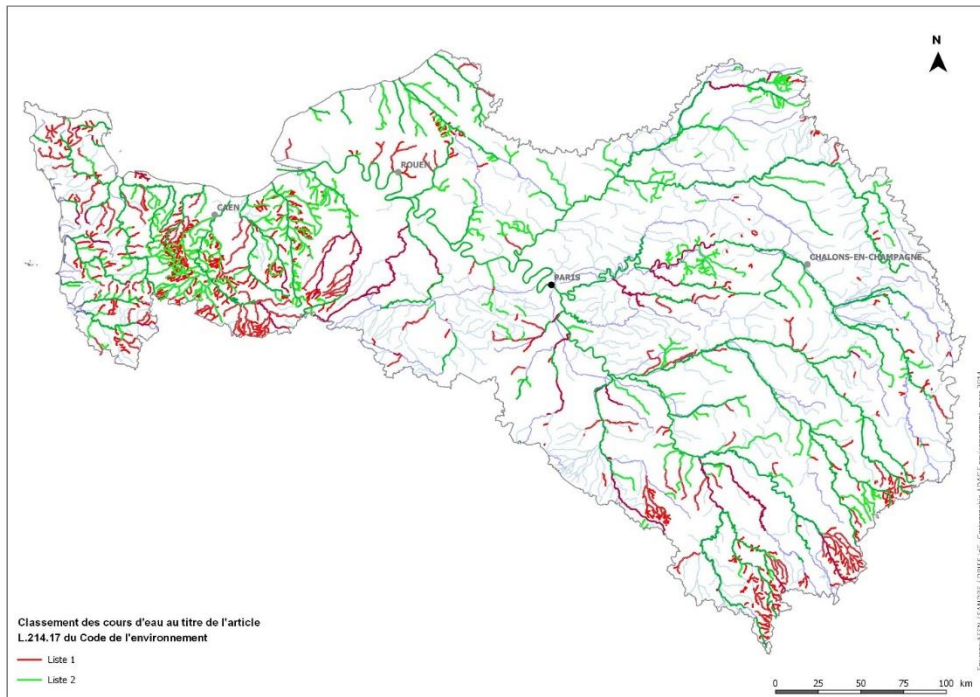 N
ROUEN
CAEN
CHALONS-EN-CHAMPAGNE
PARIS
Classement des cours d'eau au titre de l'article
L.214.17 du Code de l'environnement
Liste 1
Liste 2
0 25 50 75 100 km